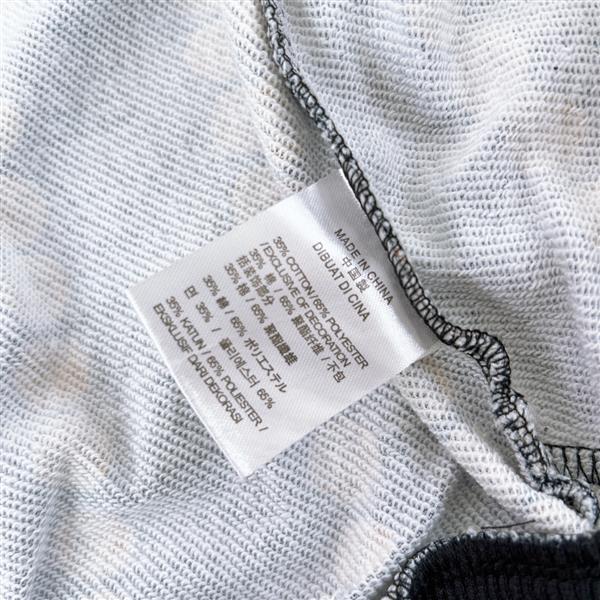 MADE IN CHINA
中国製
DIBUAT DI CINA
35% COTTON/65% POLYESTER
/ EXCLUSIVE OF DECORATION
35% 棉 / 65% 聚酯纤维 / 不包
括装饰部分
35% 棉 / 65% 聚酯纖維
35% 綿 / 65% ポリエステル
면 35% / 폴리에스터 65%
35% KATUN / 65% POLIESTER /
EKSKLUSIF DARI DEKORASI